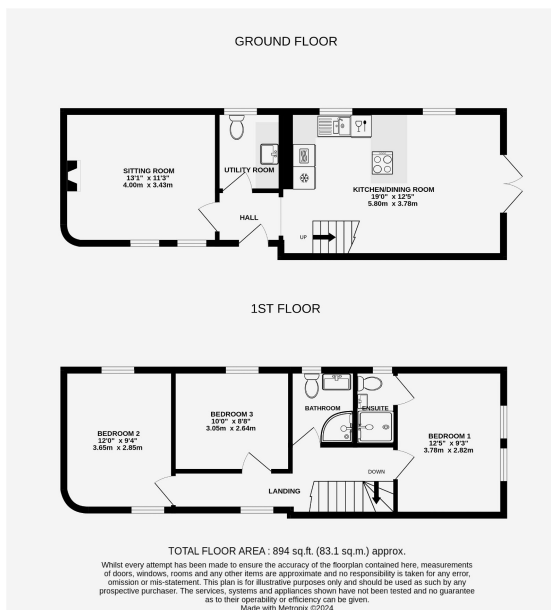 GROUND FLOOR
SITTING ROOM
13'1" x 11'3"
4.00m x 3.43m
UTILITY ROOM
KITCHEN/DINING ROOM
19'0" x 12'5"
5.80m x 3.78m
HALL
UP
1ST FLOOR
BEDROOM 2
12'0" x 9'4"
3.65m x 2.85m
BEDROOM 3
10'0" x 8'8"
3.05m x 2.64m
BATHROOM
ENSUITE
BEDROOM 1
12'5" x 9'3"
3.78m x 2.82m
DOWN
LANDING
TOTAL FLOOR AREA : 894 sq.ft. (83.1 sq.m.) approx.
Whilst every attempt has been made to ensure the accuracy of the floorplan contained here, measurements
of doors, windows, rooms and any other items are approximate and no responsibility is taken for any error,
omission or mis-statement. This plan is for illustrative purposes only and should be used as such by any
prospective purchaser. The services, systems and appliances shown have not been tested and no guarantee
as to their operability or efficiency can be given.
Made with Metropix ©2024